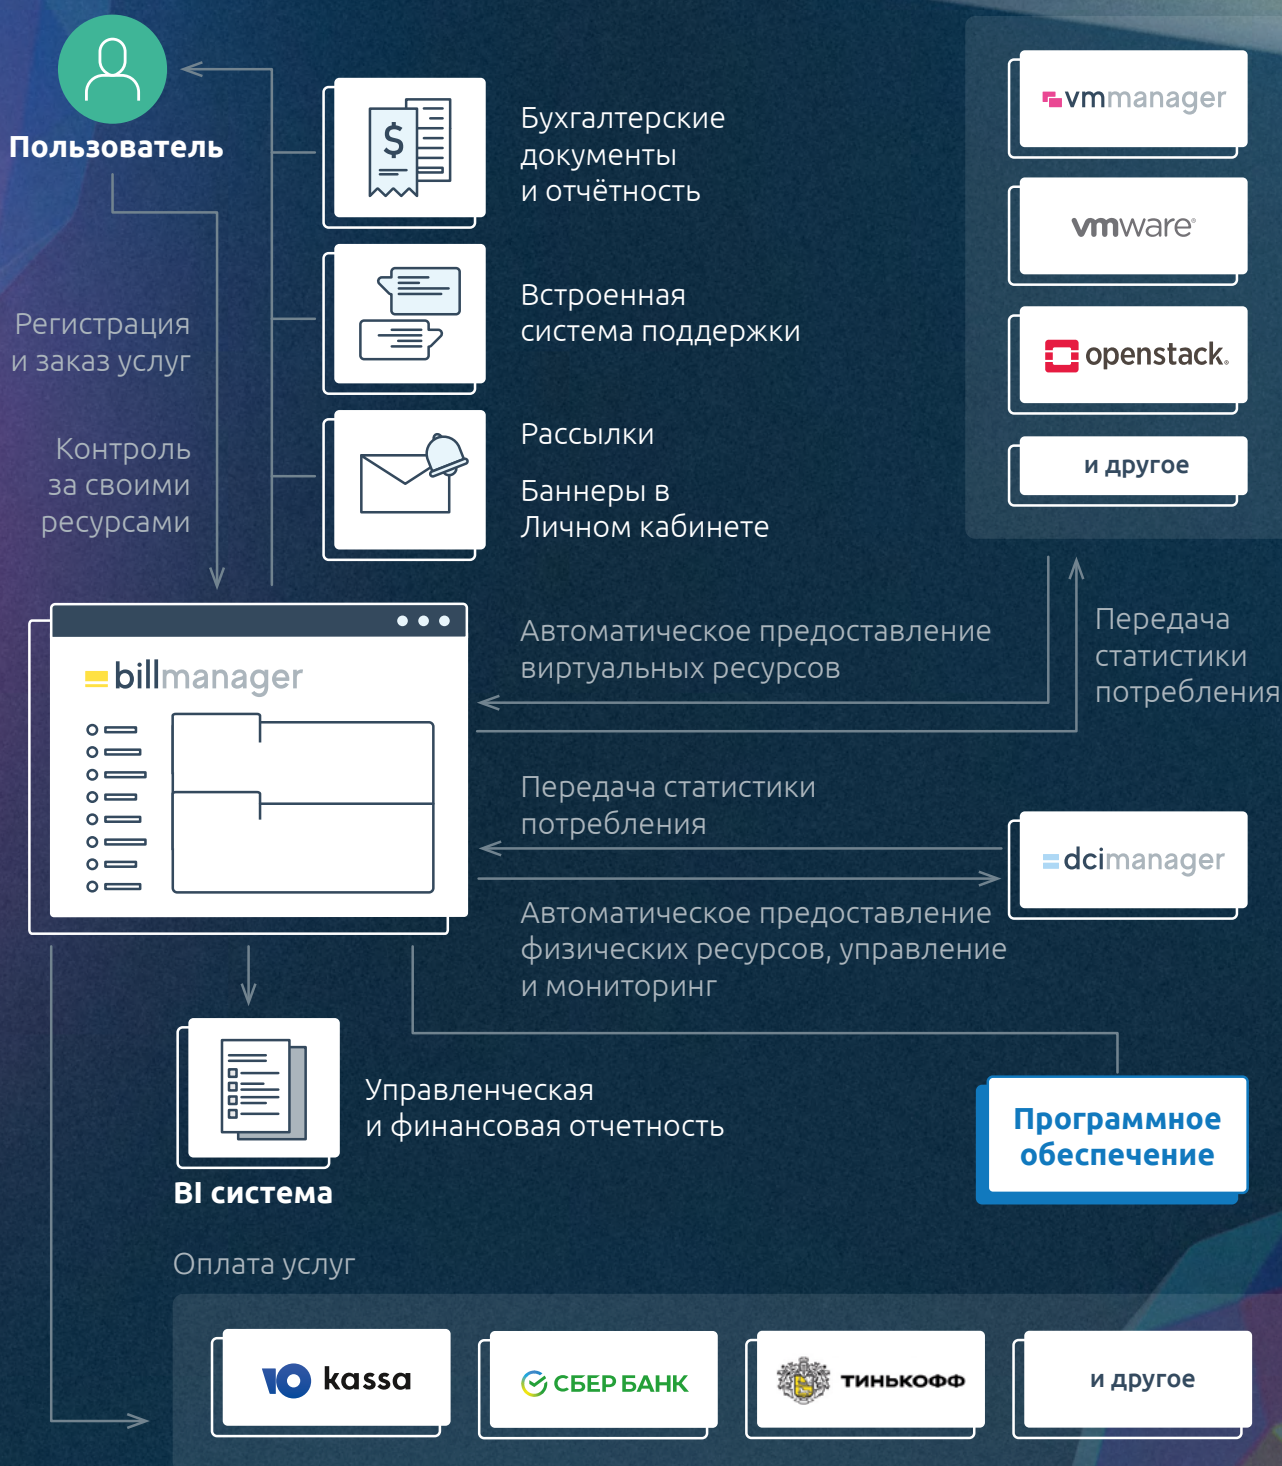 Пользователь
Бухгалтерские
документы
и отчётность
Встроенная
система поддержки
Рассылки
Баннеры в
Личном кабинете
Регистрация
и заказ услуг
Контроль
за своими
ресурсами
vmmanager
vmware®
openstack®
и другое
billmanager
Автоматическое предоставление
виртуальных ресурсов
Передача
статистики
потребления
Передача статистики
потребления
dcimanager
Автоматическое предоставление
физических ресурсов, управление
и мониторинг
Управленческая
и финансовая отчетность
BI система
Программное
обеспечение
Оплата услуг
Ю kassa
СБЕР БАНК
ТИНЬКОФФ
и другое